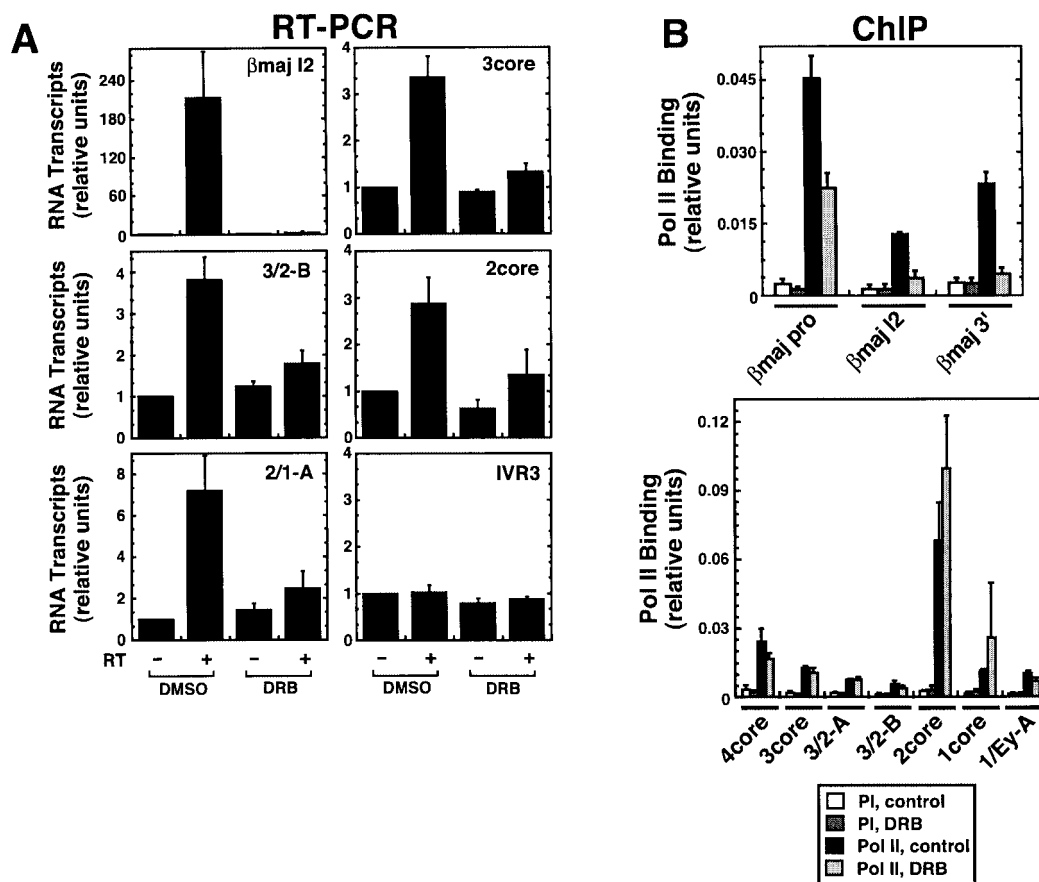 A
RT-PCR
RNA Transcripts
(relative units)
240
180
120
60
0
βmaj I2
4
3
2
1
0
3core
RNA Transcripts
(relative units)
4
3
2
1
0
3/2-B
4
3
2
1
0
2core
RNA Transcripts
(relative units)
8
6
4
2
0
2/1-A
4
3
2
1
0
IVR3
RT - + - + - + - +
DMSO DRB DMSO DRB
B
ChIP
Pol II Binding
(relative units)
0.045
0.030
0.015
0
βmaj pro
βmaj I2
βmaj 3'
Pol II Binding
(relative units)
0.12
0.09
0.06
0.03
0
4core
3core
3/2-A
3/2-B
2core
1core
1/Ey-A
PI, control
PI, DRB
Pol II, control
Pol II, DRB